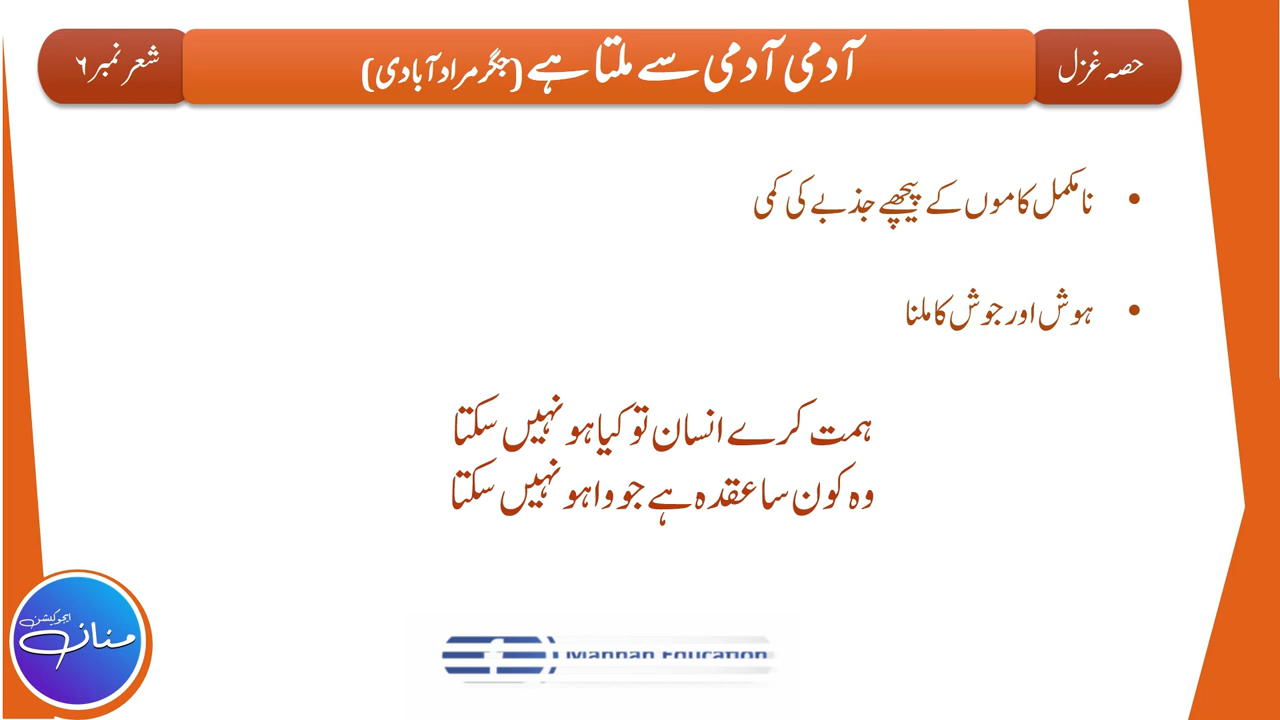 حصہ غزل
آدمی آدمی سے ملتا ہے (جگر مراد آبادی)
شعر نمبر ۶
• نامکمل کاموں کے پیچھے جذبے کی کمی
• ہوش اور جوش کا ملنا
ہمت کرے انسان تو کیا ہو نہیں سکتا
وہ کون سا عقدہ ہے جو وا ہو نہیں سکتا
ایجوکیشن
منان
Mannan Education